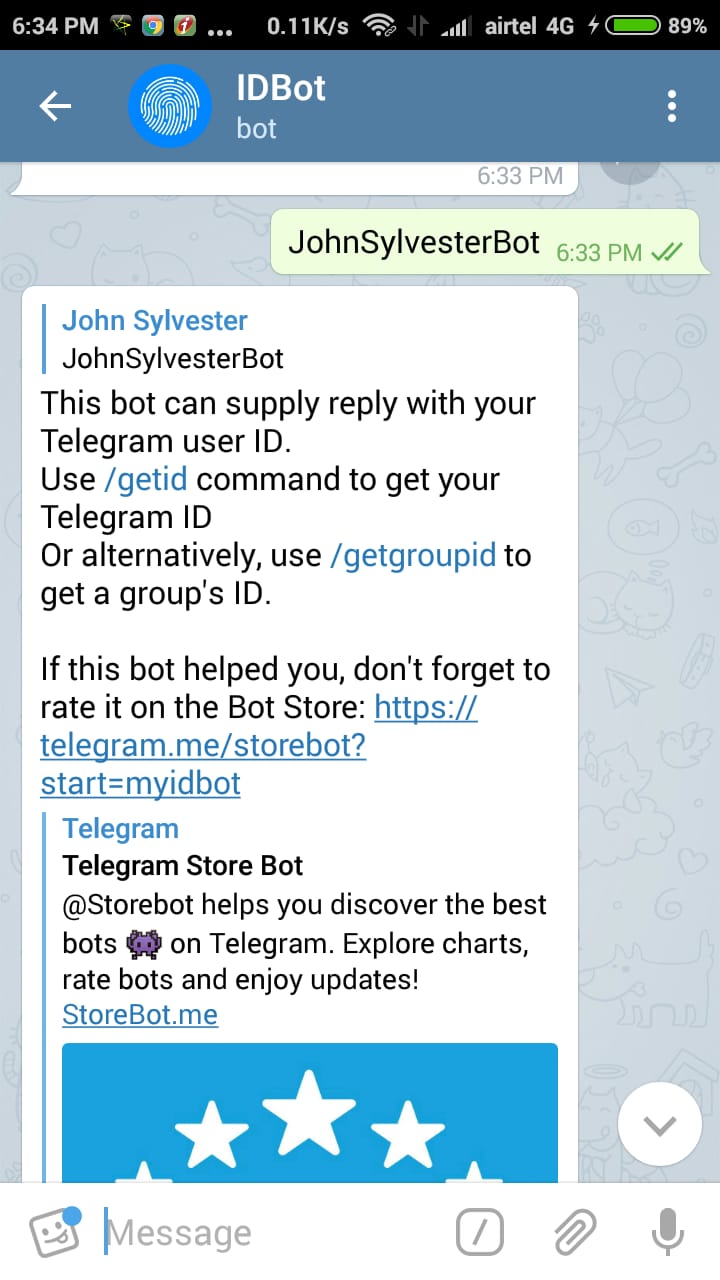 6:34 PM ... 0.11K/s airtel 4G 89%
IDBot
bot
6:33 PM
JohnSylvesterBot 6:33 PM
John Sylvester
JohnSylvesterBot
This bot can supply reply with your
Telegram user ID.
Use /getid command to get your
Telegram ID
Or alternatively, use /getgroupid to
get a group's ID.
If this bot helped you, don't forget to
rate it on the Bot Store: https://
telegram.me/storebot?
start=myidbot
Telegram
Telegram Store Bot
@Storebot helps you discover the best
bots 👾 on Telegram. Explore charts,
rate bots and enjoy updates!
StoreBot.me
Message